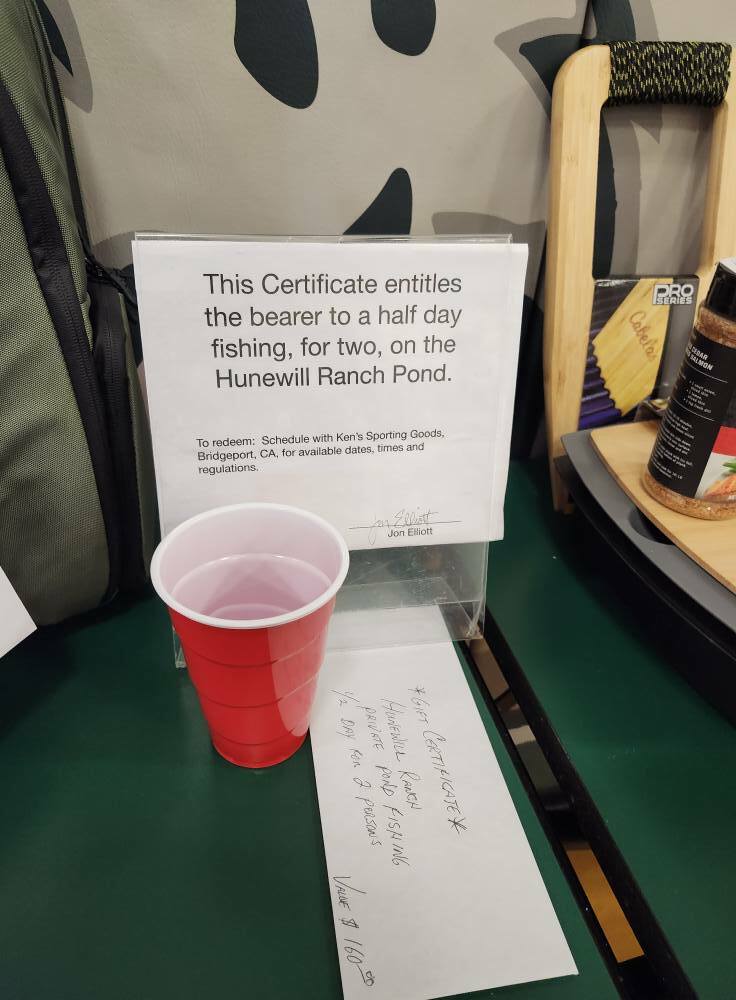 This Certificate entitles
the bearer to a half day
fishing, for two, on the
Hunewill Ranch Pond.
To redeem: Schedule with Ken's Sporting Goods,
Bridgeport, CA, for available dates, times and
regulations.
Jon Elliott
Jon Elliott
*GIFT CERTIFICATE*
HUNEWILL RANCH
PRIVATE POND FISHING
1/2 DAY FOR 2 PERSONS
VALUE $160.00
PRO
SERIES
Cabela's
CEDAR
SALMON